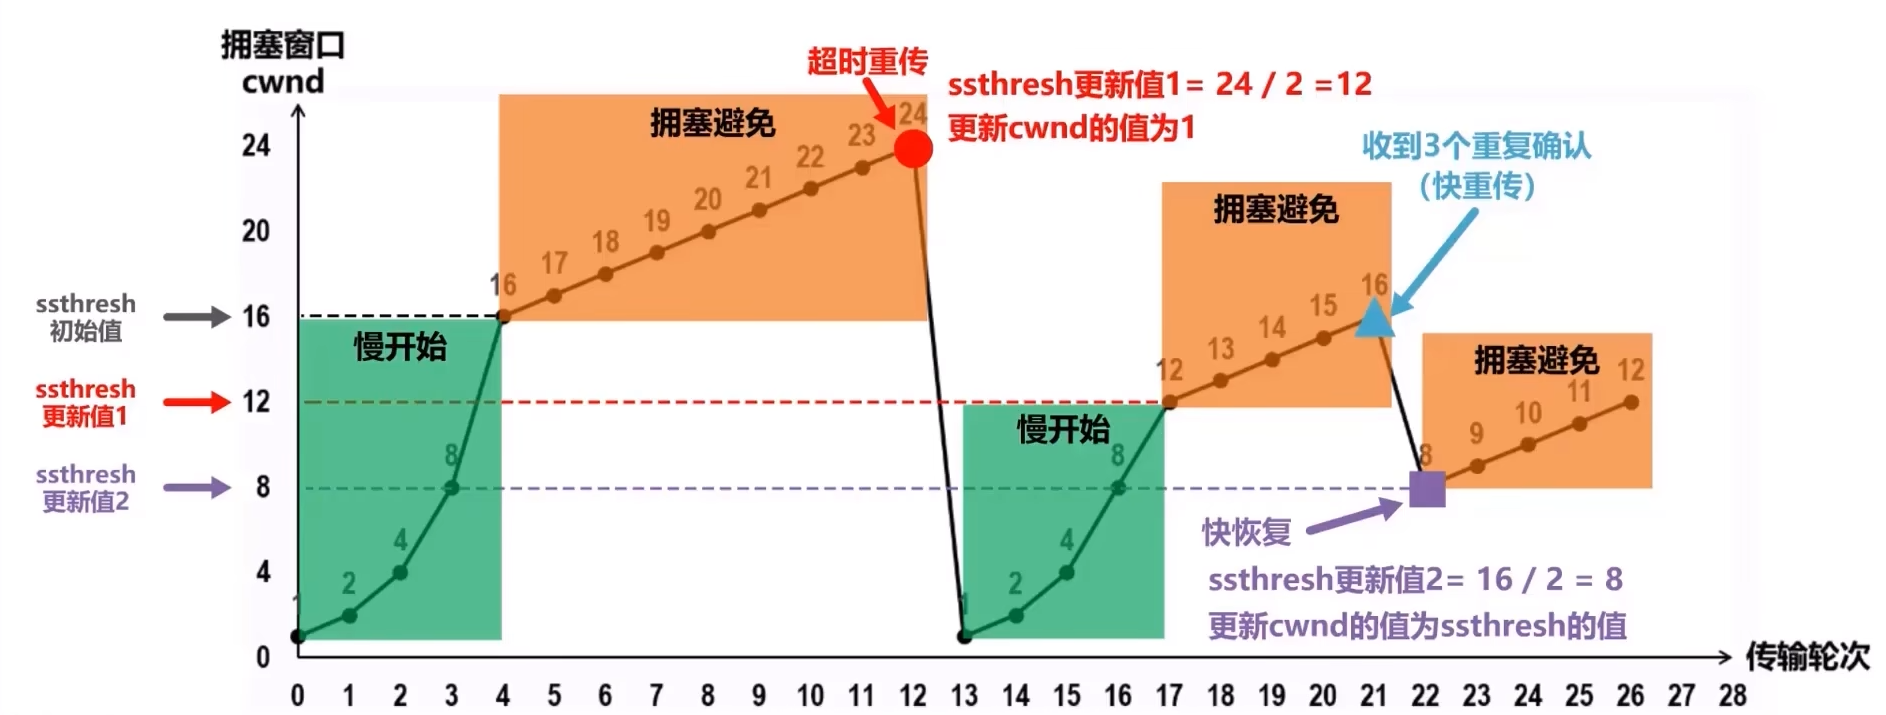 拥塞窗口
cwnd
24
20
16
12
8
4
0
ssthresh
初始值
ssthresh
更新值1
ssthresh
更新值2
慢开始
1
2
4
8
16
拥塞避免
17
18
19
20
21
22
23
24
超时重传
ssthresh更新值1= 24 / 2 =12
更新cwnd的值为1
慢开始
1
2
4
8
12
拥塞避免
13
14
15
16
收到3个重复确认
（快重传）
拥塞避免
8
9
10
11
12
快恢复
ssthresh更新值2= 16 / 2 = 8
更新cwnd的值为ssthresh的值
0 1 2 3 4 5 6 7 8 9 10 11 12 13 14 15 16 17 18 19 20 21 22 23 24 25 26 27 28
传输轮次